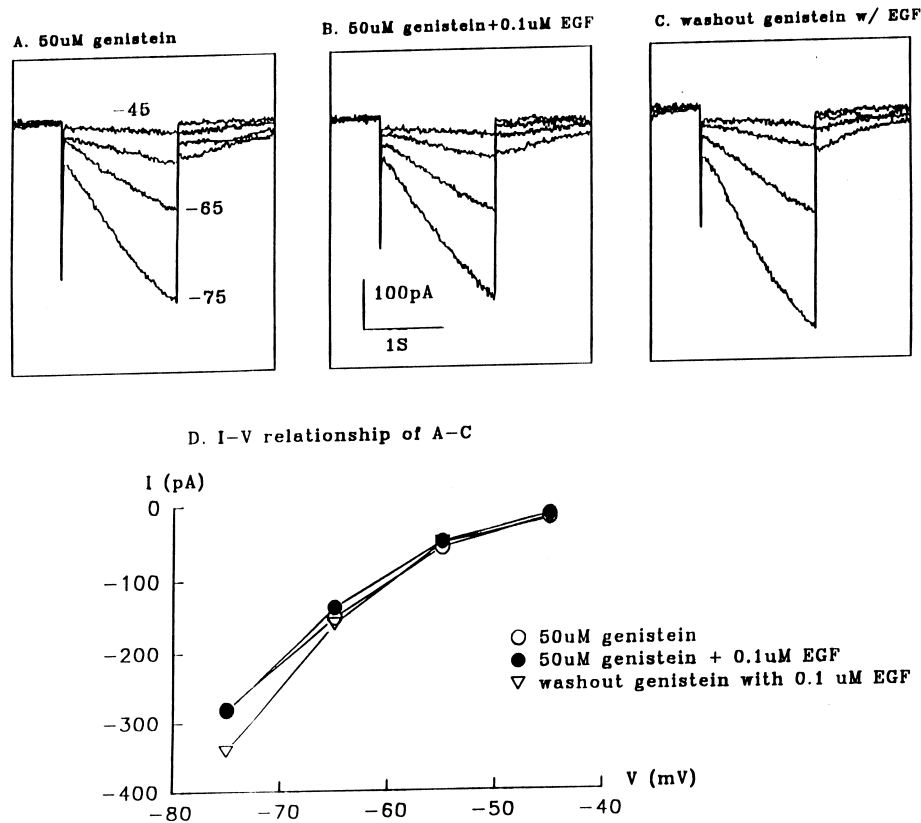 A. 50uM genistein
B. 50uM genistein+0.1uM EGF
C. washout genistein w/ EGF
-45
-65
-75
100pA
1S
D. I-V relationship of A-C
I (pA)
0
-100
-200
-300
-400
-80
-70
-60
-50
-40
V (mV)
50uM genistein
50uM genistein + 0.1uM EGF
washout genistein with 0.1 uM EGF